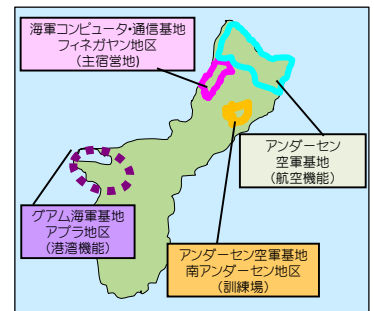 海軍コンピュータ・通信基地
フィネガヤン地区
（主宿営地)
アンダーセン
空軍基地
（航空機能）
グアム海軍基地
アプラ地区
（港湾機能）
アンダーセン空軍基地
南アンダーセン地区
（訓練場）